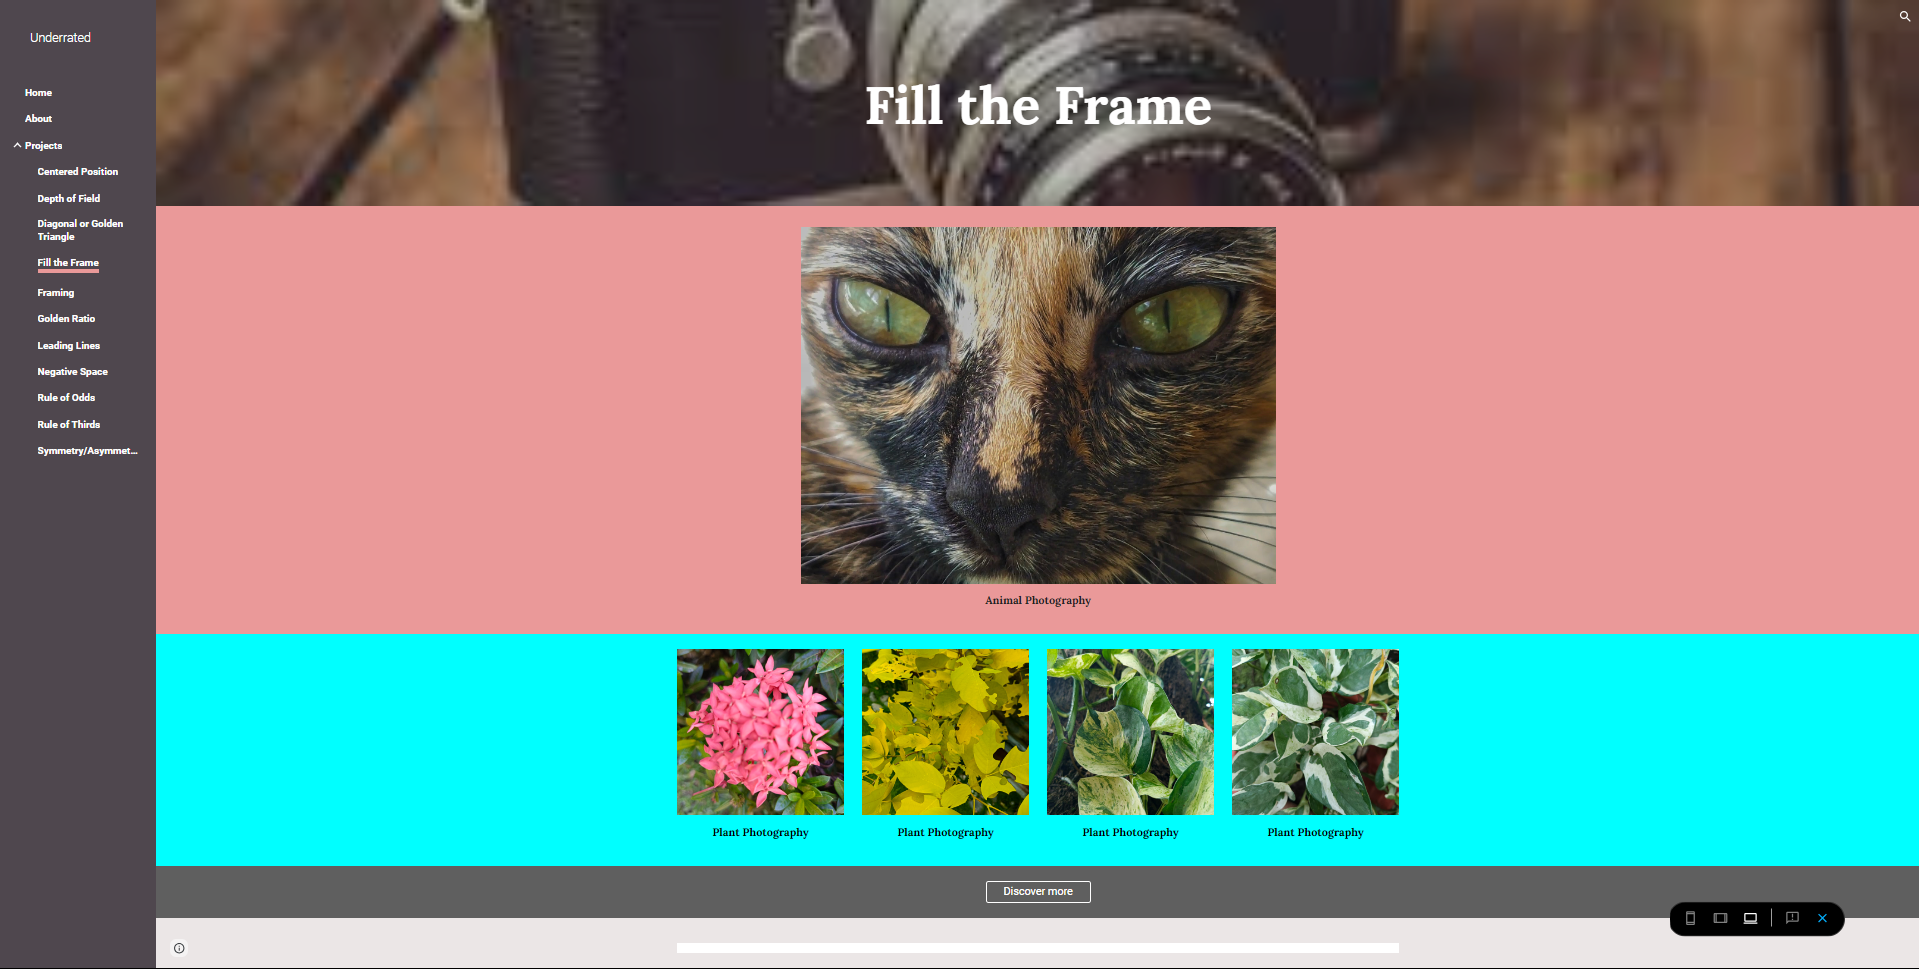 Underrated
Home
About
Projects
Centered Position
Depth of Field
Diagonal or Golden
Triangle
Fill the Frame
Framing
Golden Ratio
Leading Lines
Negative Space
Rule of Odds
Rule of Thirds
Symmetry/Asymmet...
Fill the Frame
Animal Photography
Plant Photography
Plant Photography
Plant Photography
Plant Photography
Discover more